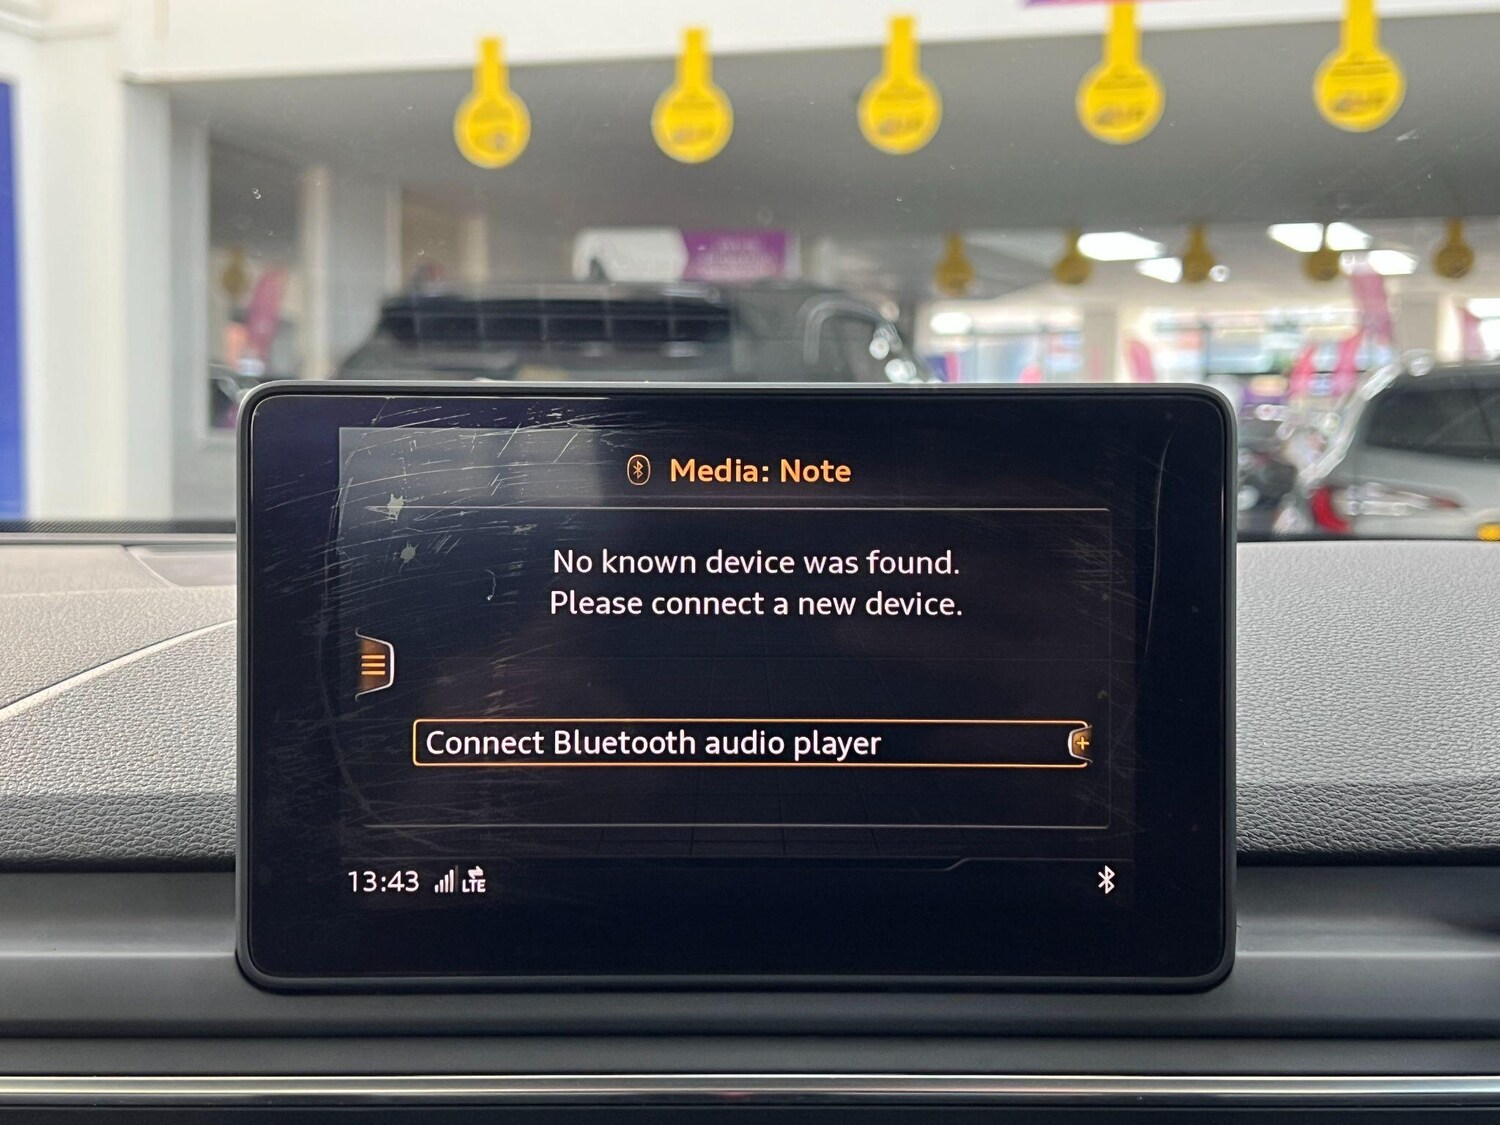 Media: Note
No known device was found.
Please connect a new device.
Connect Bluetooth audio player
13:43 LTE